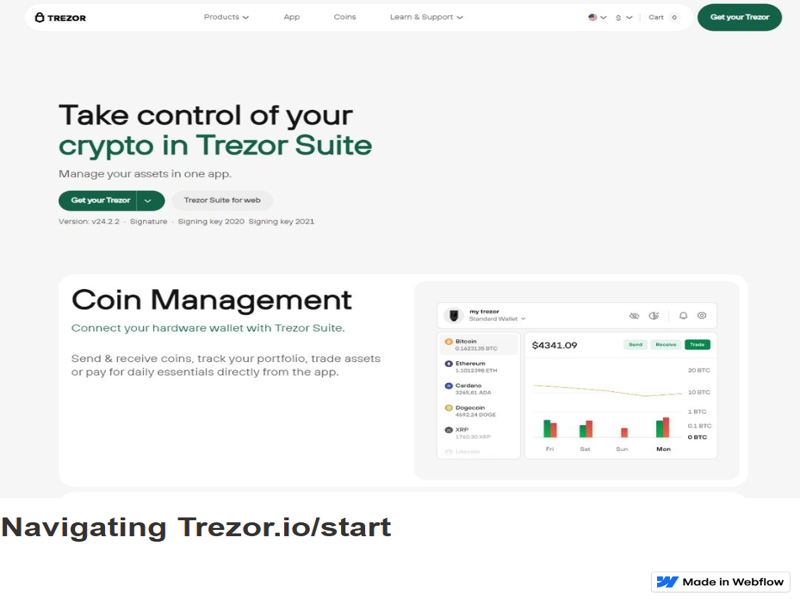 TREZOR Products App Coins Learn & Support $ Cart 0 Get your Trezor
Take control of your
crypto in Trezor Suite
Manage your assets in one app.
Get your Trezor Trezor Suite for web
Version: v24.2.2 - Signature - Signing key 2020 Signing key 2021
Coin Management
Connect your hardware wallet with Trezor Suite.
Send & receive coins, track your portfolio, trade assets
or pay for daily essentials directly from the app.
my trezor
Standard Wallet
Bitcoin
0.1623135 BTC
Ethereum
1.1012398 ETH
Cardano
3265.81 ADA
Dogecoin
4692.24 DOGE
XRP
1,760.30 XRP
Litecoin
$4341.09 Send Receive Trade
20 BTC
10 BTC
1 BTC
0.1 BTC
0 BTC
Fri Sat Sun Mon
Navigating Trezor.io/start
Made in Webflow